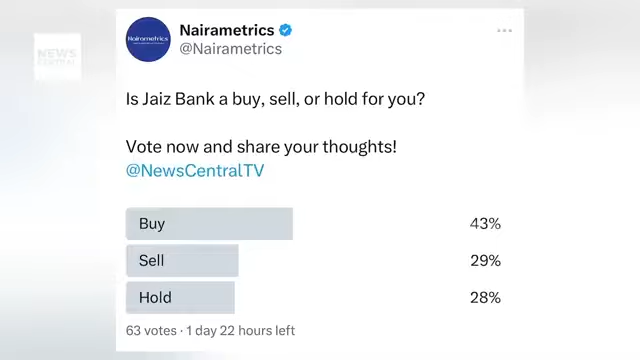 NEWS
CENTRAL
Nairametrics
Nairametrics
@Nairametrics
Is Jaiz Bank a buy, sell, or hold for you?
Vote now and share your thoughts!
@NewsCentralTV
Buy 43%
Sell 29%
Hold 28%
63 votes · 1 day 22 hours left